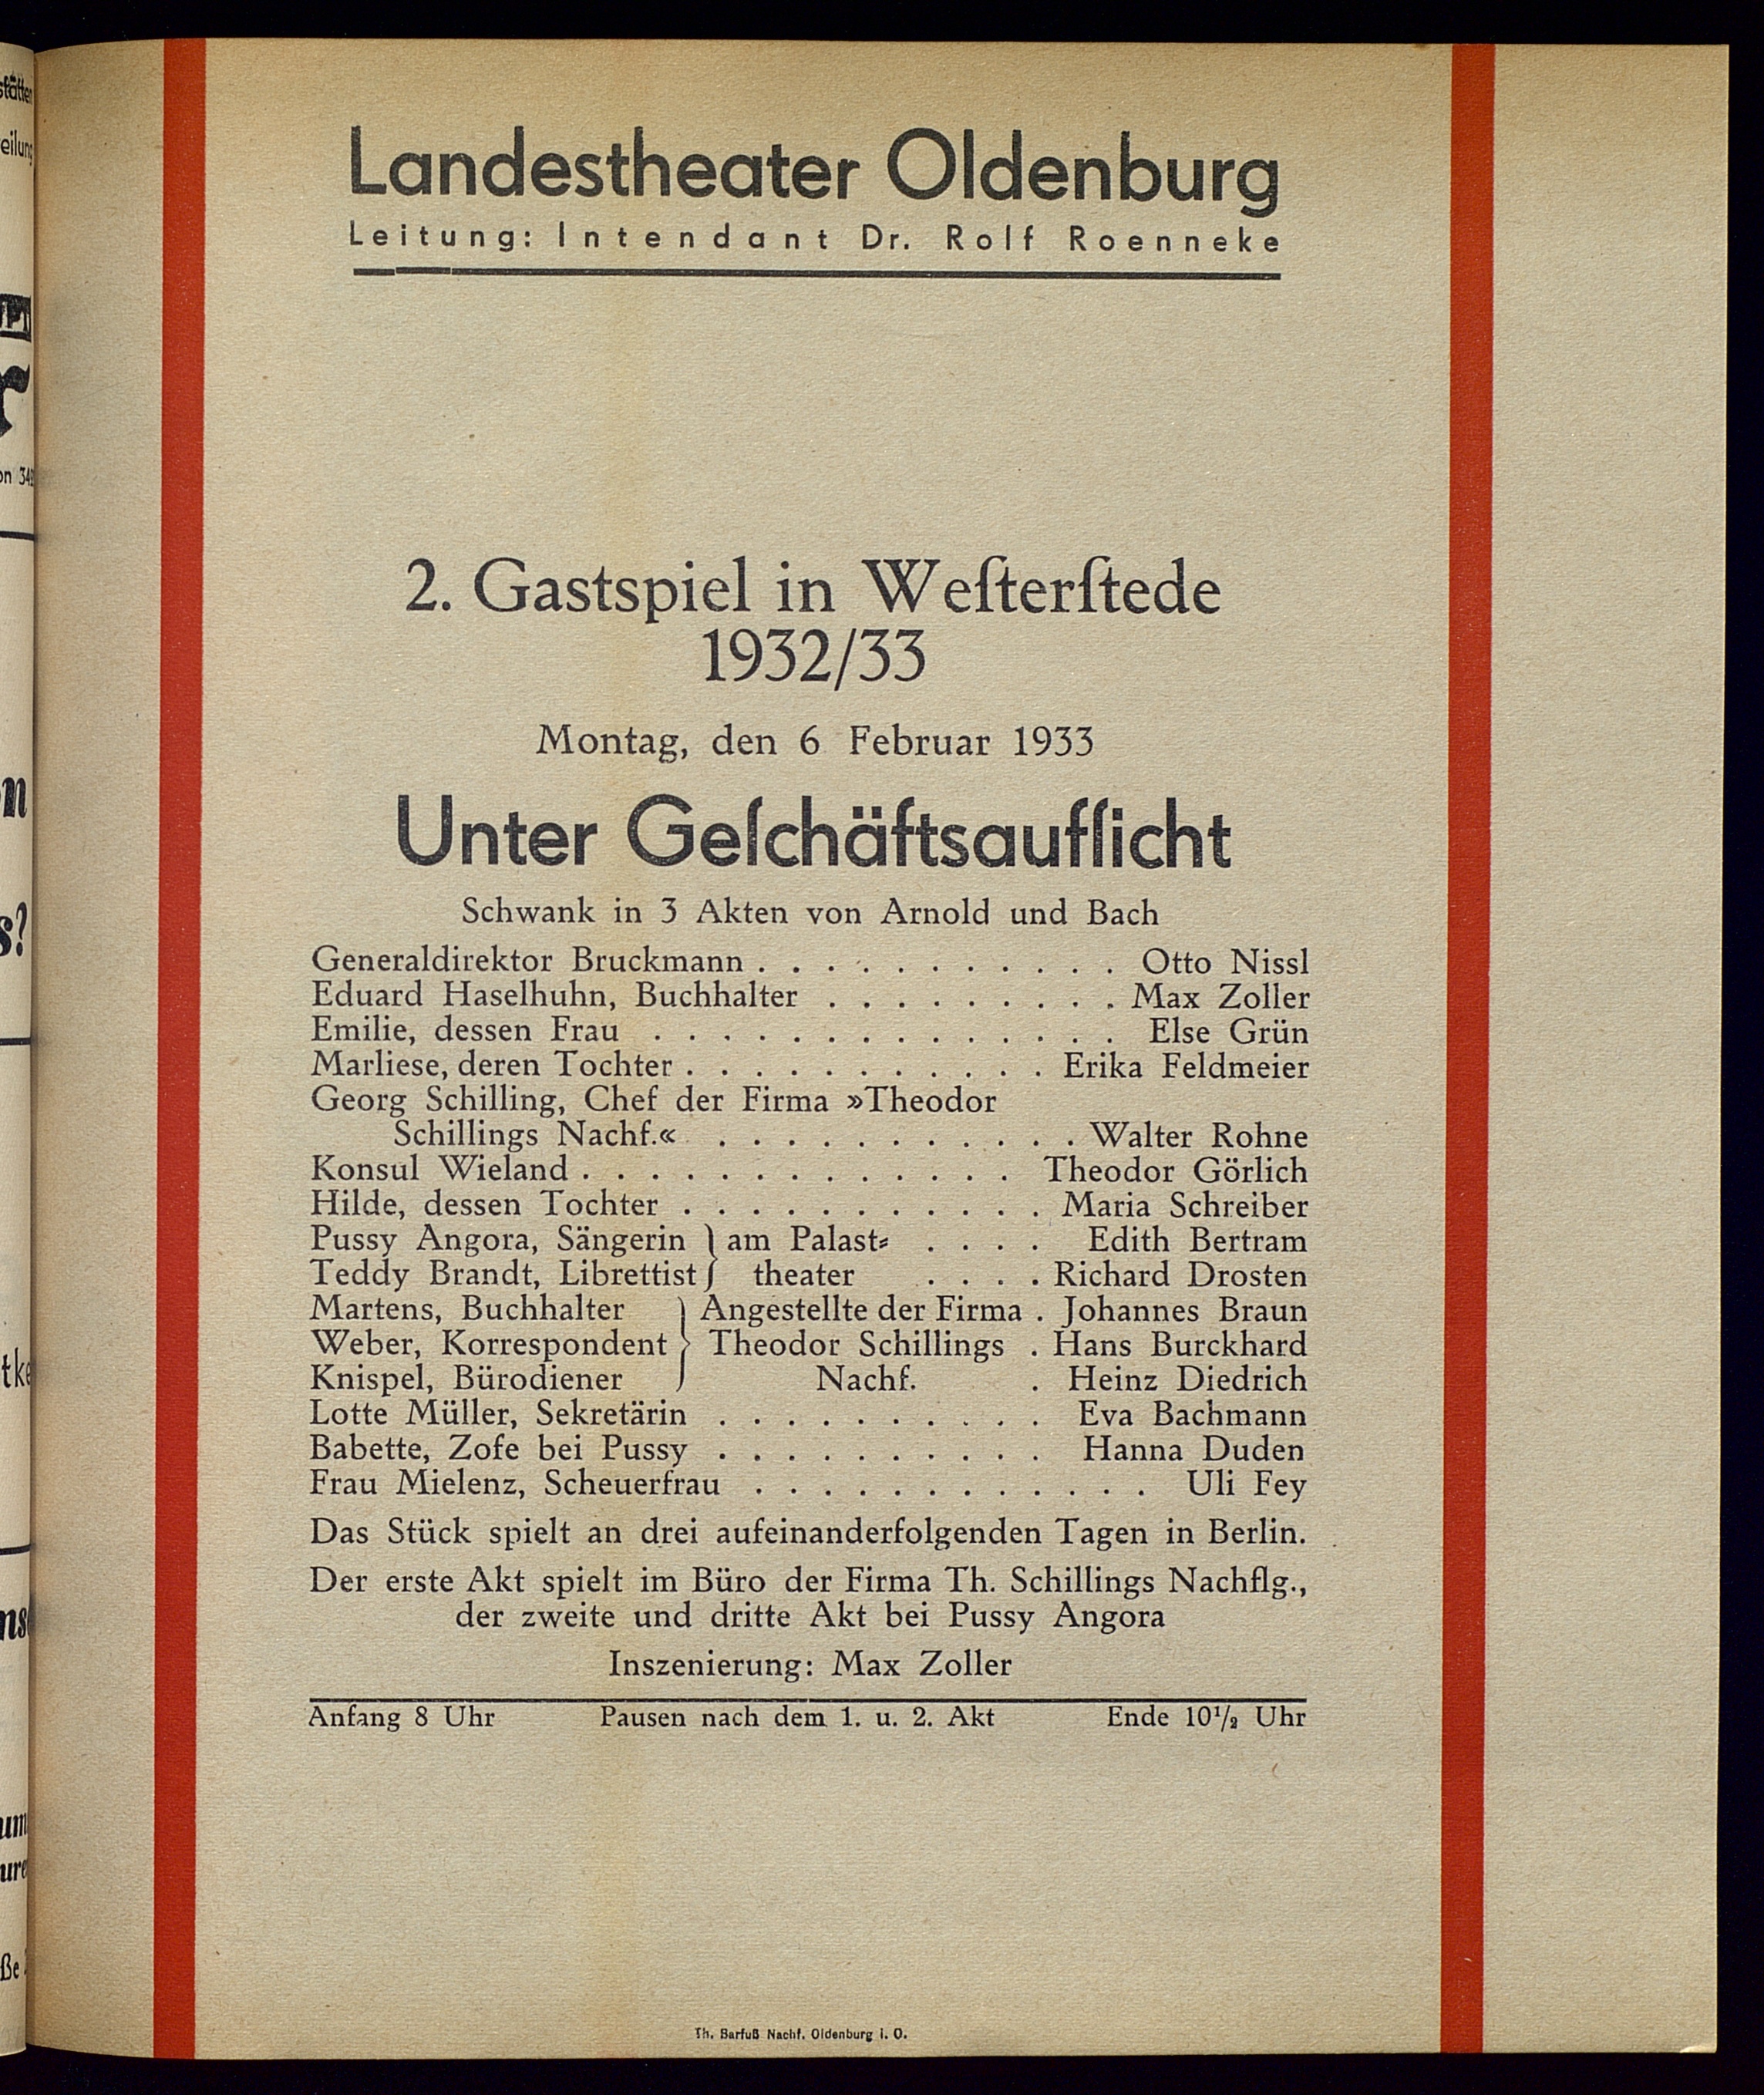 Landestheater Oldenburg
Leitung: Intendant Dr. Rolf Roenneke
2. Gastspiel in Weſterſtede
1932/33
Montag, den 6 Februar 1933
Unter Geſchäftsaufſicht
Schwank in 3 Akten von Arnold und Bach
Generaldirektor Bruckmann . . . . . . . . . . . Otto Nissl
Eduard Haselhuhn, Buchhalter . . . . . . . . . Max Zoller
Emilie, dessen Frau . . . . . . . . . . . . . . Else Grün
Marliese, deren Tochter . . . . . . . . . . . Erika Feldmeier
Georg Schilling, Chef der Firma »Theodor
Schillings Nachf.« . . . . . . . . . . . Walter Rohne
Konsul Wieland . . . . . . . . . . . . . Theodor Görlich
Hilde, dessen Tochter . . . . . . . . . . . Maria Schreiber
Pussy Angora, Sängerin } am Palast= . . . . Edith Bertram
Teddy Brandt, Librettist } theater . . . . Richard Drosten
Martens, Buchhalter } Angestellte der Firma . Johannes Braun
Weber, Korrespondent } Theodor Schillings . Hans Burckhard
Knispel, Bürodiener } Nachf. . Heinz Diedrich
Lotte Müller, Sekretärin . . . . . . . . . . Eva Bachmann
Babette, Zofe bei Pussy . . . . . . . . . . Hanna Duden
Frau Mielenz, Scheuerfrau . . . . . . . . . . . . Uli Fey
Das Stück spielt an drei aufeinanderfolgenden Tagen in Berlin.
Der erste Akt spielt im Büro der Firma Th. Schillings Nachflg.,
der zweite und dritte Akt bei Pussy Angora
Inszenierung: Max Zoller
Anfang 8 Uhr Pausen nach dem 1. u. 2. Akt Ende 10½ Uhr
Th. Barfuß Nachf. Oldenburg i. O.